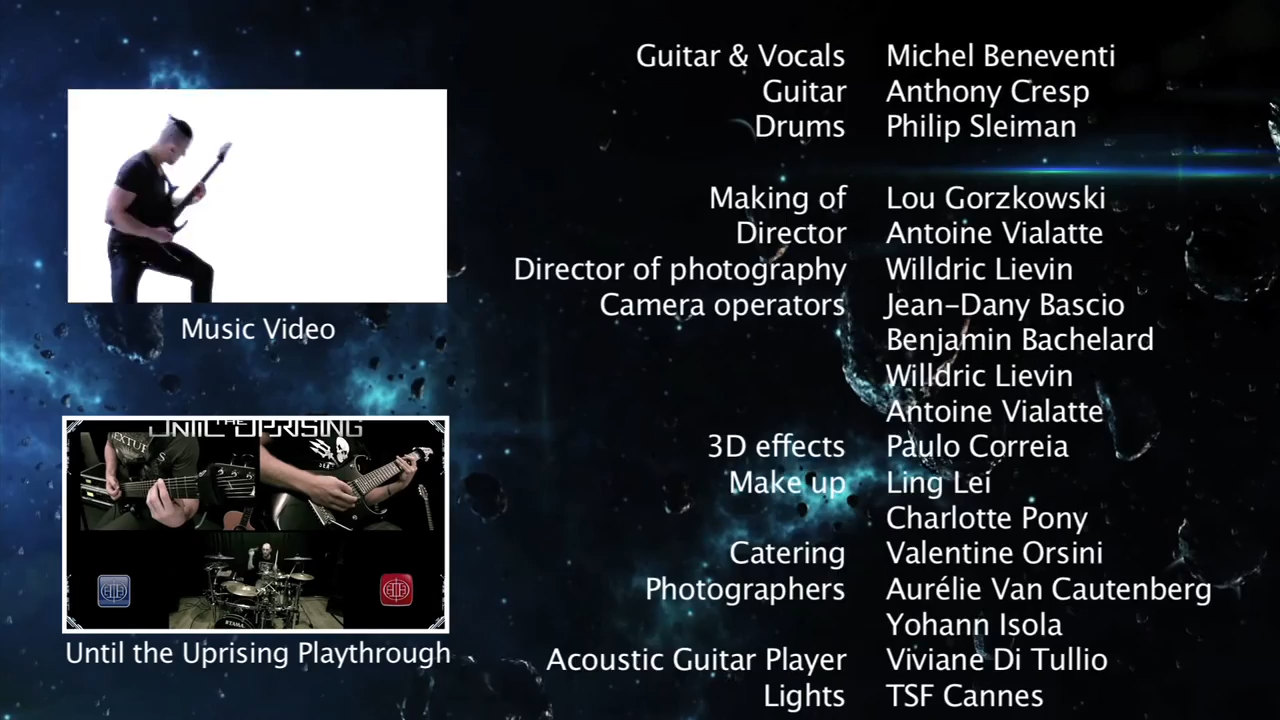 Guitar & Vocals Michel Beneventi
Guitar Anthony Cresp
Drums Philip Sleiman
Making of Lou Gorzkowski
Director Antoine Vialatte
Director of photography Willdric Lievin
Camera operators Jean-Dany Bascio
Benjamin Bachelard
Willdric Lievin
Antoine Vialatte
3D effects Paulo Correia
Make up Ling Lei
Charlotte Pony
Catering Valentine Orsini
Photographers Aurélie Van Cautenberg
Yohann Isola
Acoustic Guitar Player Viviane Di Tullio
Lights TSF Cannes
Music Video
UNTIL THE UPRISING
TAMA
Until the Uprising Playthrough